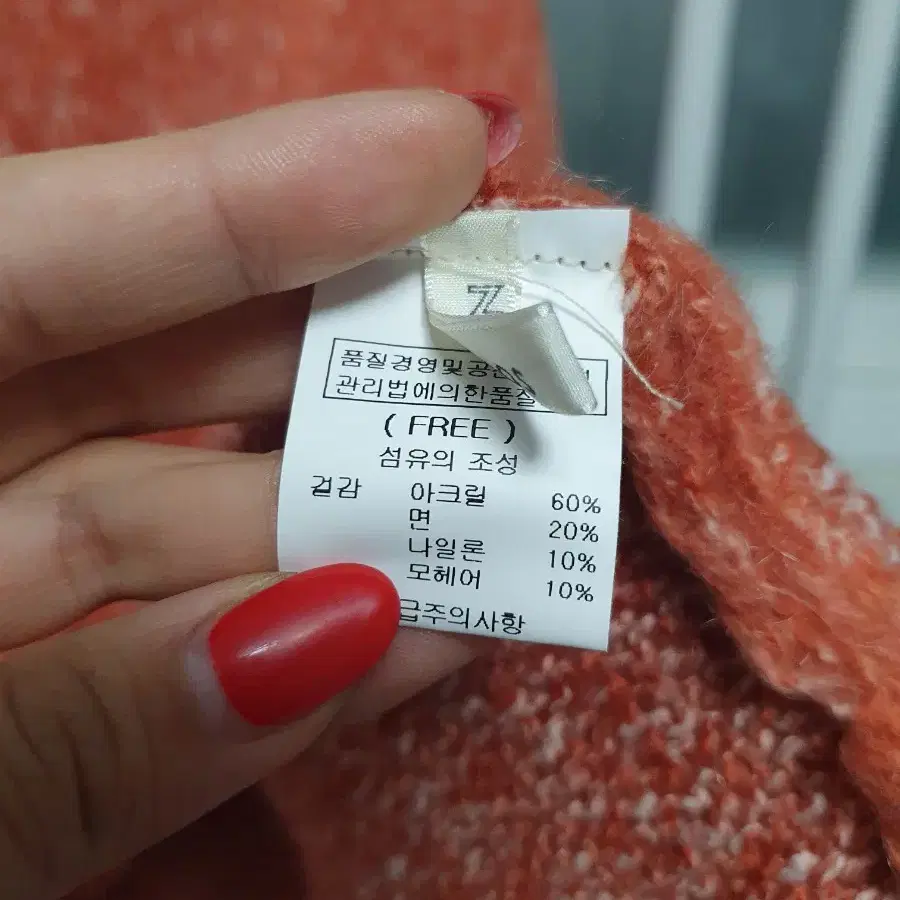 품질경영및공
관리법에의한품질
( FREE )
섬유의 조성
걸감 아크릴 60%
면 20%
나일론 10%
모헤어 10%
급주의사항